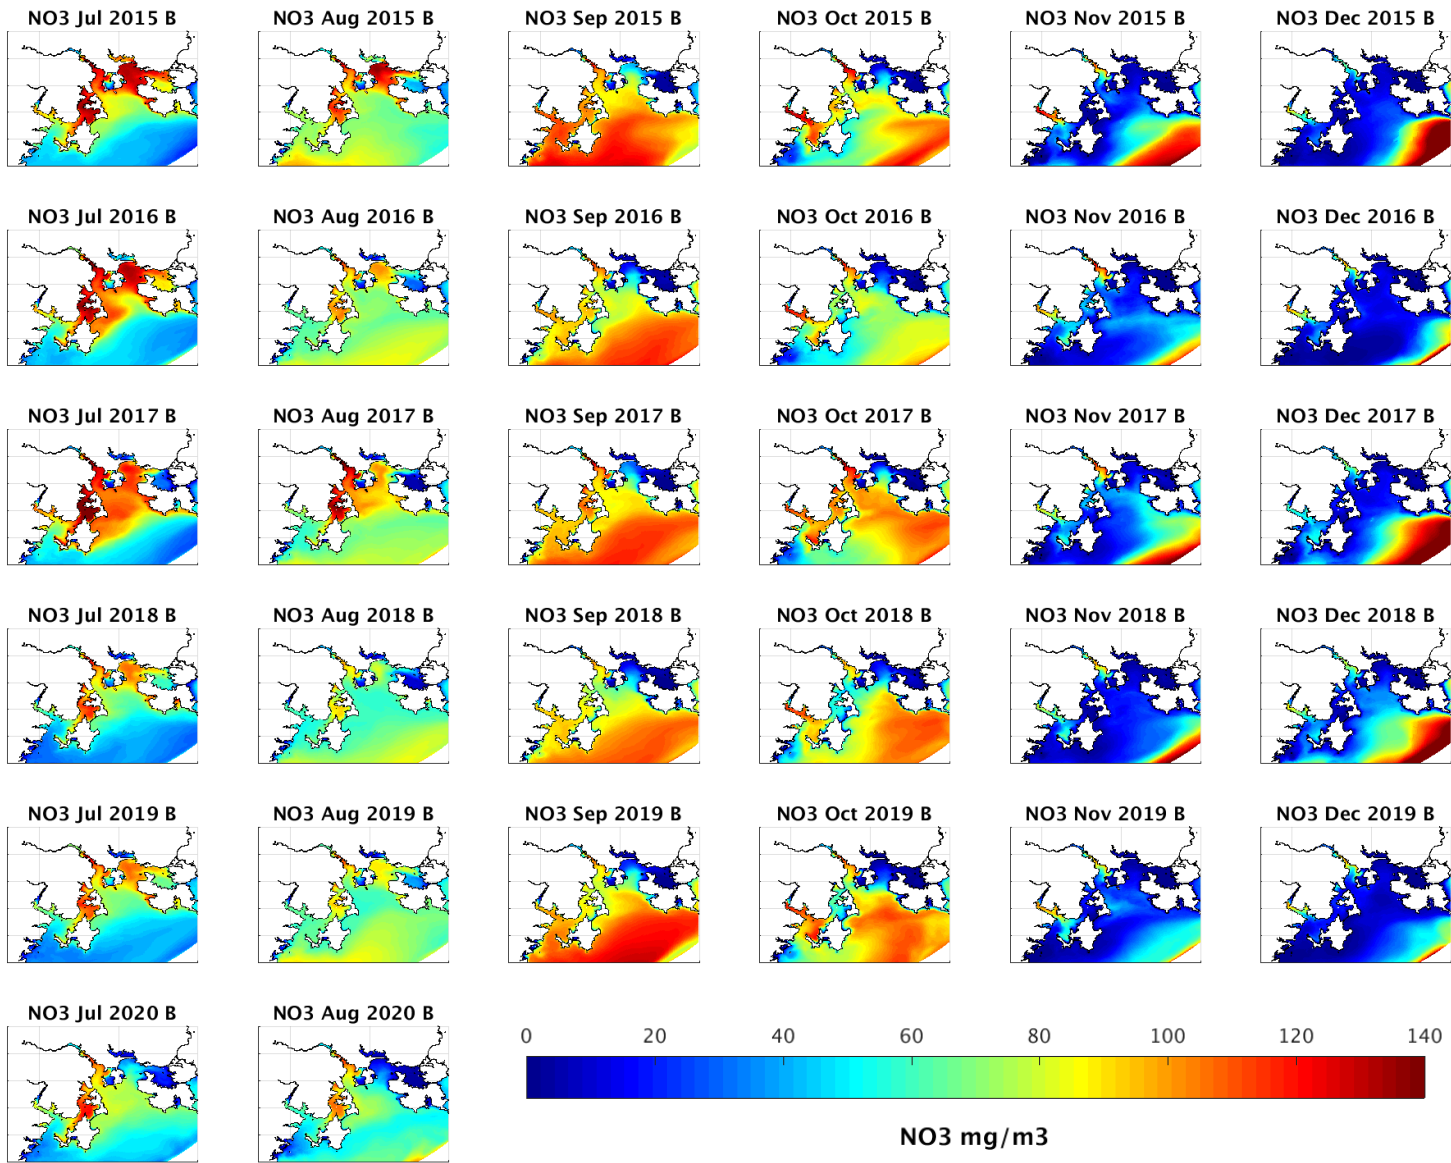 NO3 Jul 2015 B NO3 Aug 2015 B NO3 Sep 2015 B NO3 Oct 2015 B NO3 Nov 2015 B NO3 Dec 2015 B
NO3 Jul 2016 B NO3 Aug 2016 B NO3 Sep 2016 B NO3 Oct 2016 B NO3 Nov 2016 B NO3 Dec 2016 B
NO3 Jul 2017 B NO3 Aug 2017 B NO3 Sep 2017 B NO3 Oct 2017 B NO3 Nov 2017 B NO3 Dec 2017 B
NO3 Jul 2018 B NO3 Aug 2018 B NO3 Sep 2018 B NO3 Oct 2018 B NO3 Nov 2018 B NO3 Dec 2018 B
NO3 Jul 2019 B NO3 Aug 2019 B NO3 Sep 2019 B NO3 Oct 2019 B NO3 Nov 2019 B NO3 Dec 2019 B
NO3 Jul 2020 B NO3 Aug 2020 B
0 20 40 60 80 100 120 140
NO3 mg/m3